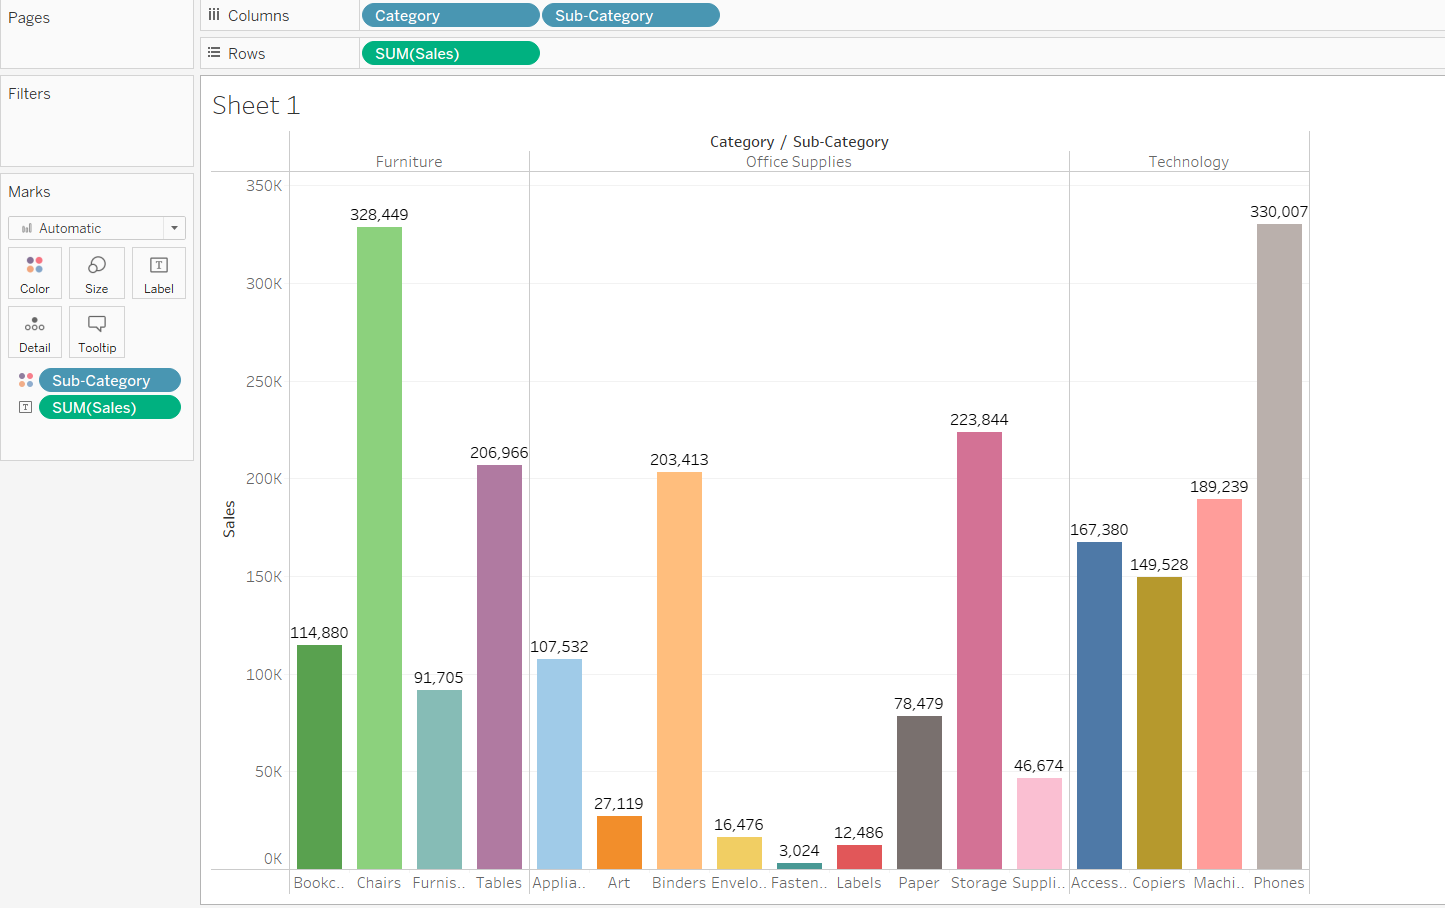 Pages
Columns
Category
Sub-Category
Rows
SUM(Sales)
Filters
Marks
Automatic
Color
Size
Label
Detail
Tooltip
Sub-Category
SUM(Sales)
Sheet 1
Category / Sub-Category
Furniture
Office Supplies
Technology
Sales
350K
300K
250K
200K
150K
100K
50K
0K
114,880
328,449
91,705
206,966
107,532
27,119
203,413
16,476
3,024
12,486
78,479
223,844
46,674
167,380
149,528
189,239
330,007
Bookc..
Chairs
Furnis..
Tables
Applia..
Art
Binders
Envelo..
Fasten..
Labels
Paper
Storage
Suppli..
Access..
Copiers
Machi..
Phones